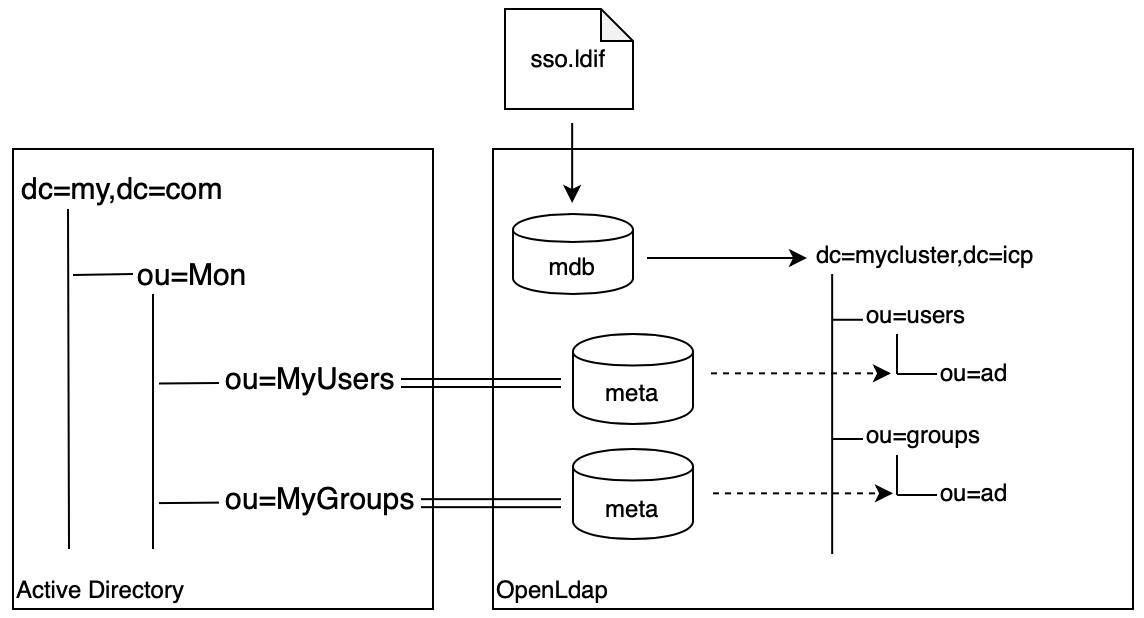 sso.ldif
dc=my,dc=com
ou=Mon
ou=MyUsers
ou=MyGroups
Active Directory
mdb
dc=mycluster,dc=icp
ou=users
meta
ou=ad
ou=groups
meta
ou=ad
OpenLdap